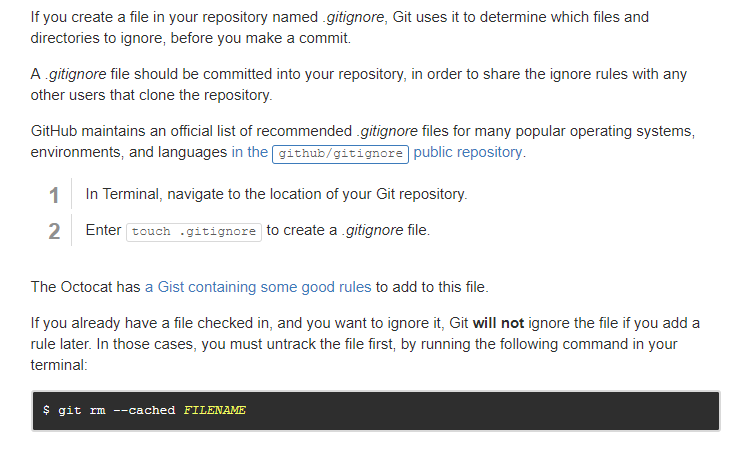 If you create a file in your repository named .gitignore, Git uses it to determine which files and
directories to ignore, before you make a commit.
A .gitignore file should be committed into your repository, in order to share the ignore rules with any
other users that clone the repository.
GitHub maintains an official list of recommended .gitignore files for many popular operating systems,
environments, and languages in the github/gitignore public repository.
1 In Terminal, navigate to the location of your Git repository.
2 Enter touch .gitignore to create a .gitignore file.
The Octocat has a Gist containing some good rules to add to this file.
If you already have a file checked in, and you want to ignore it, Git will not ignore the file if you add a
rule later. In those cases, you must untrack the file first, by running the following command in your
terminal:
$ git rm --cached FILENAME